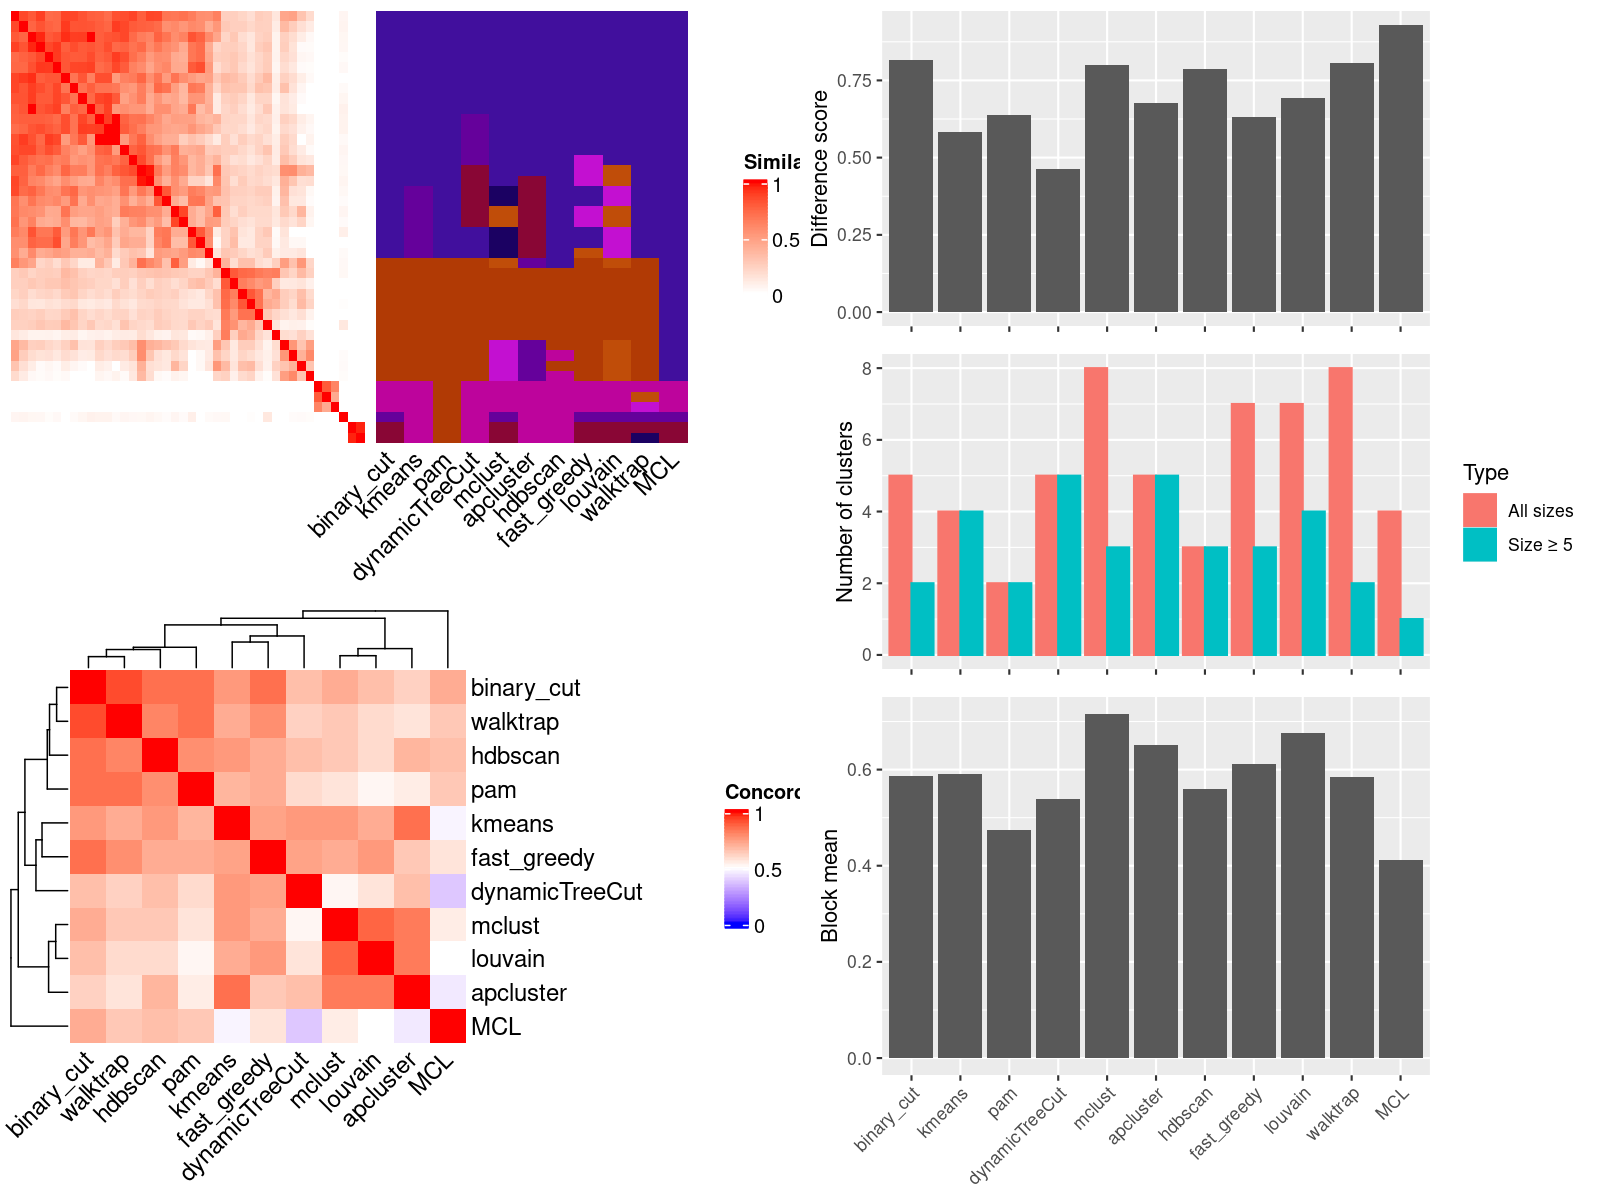 Simila
1
0.5
0
binary_cut
kmeans
pam
dynamicTreeCut
mclust
apcluster
hdbscan
fast_greedy
louvain
walktrap
MCL
Difference score
0.75
0.50
0.25
0.00
Number of clusters
8
6
4
2
0
Type
All sizes
Size ≥ 5
binary_cut
walktrap
hdbscan
pam
kmeans
fast_greedy
dynamicTreeCut
mclust
louvain
apcluster
MCL
binary_cut
walktrap
hdbscan
pam
kmeans
fast_greedy
dynamicTreeCut
mclust
louvain
apcluster
MCL
Concord
1
0.5
0
Block mean
0.6
0.4
0.2
0.0
binary_cut
kmeans
pam
dynamicTreeCut
mclust
apcluster
hdbscan
fast_greedy
louvain
walktrap
MCL